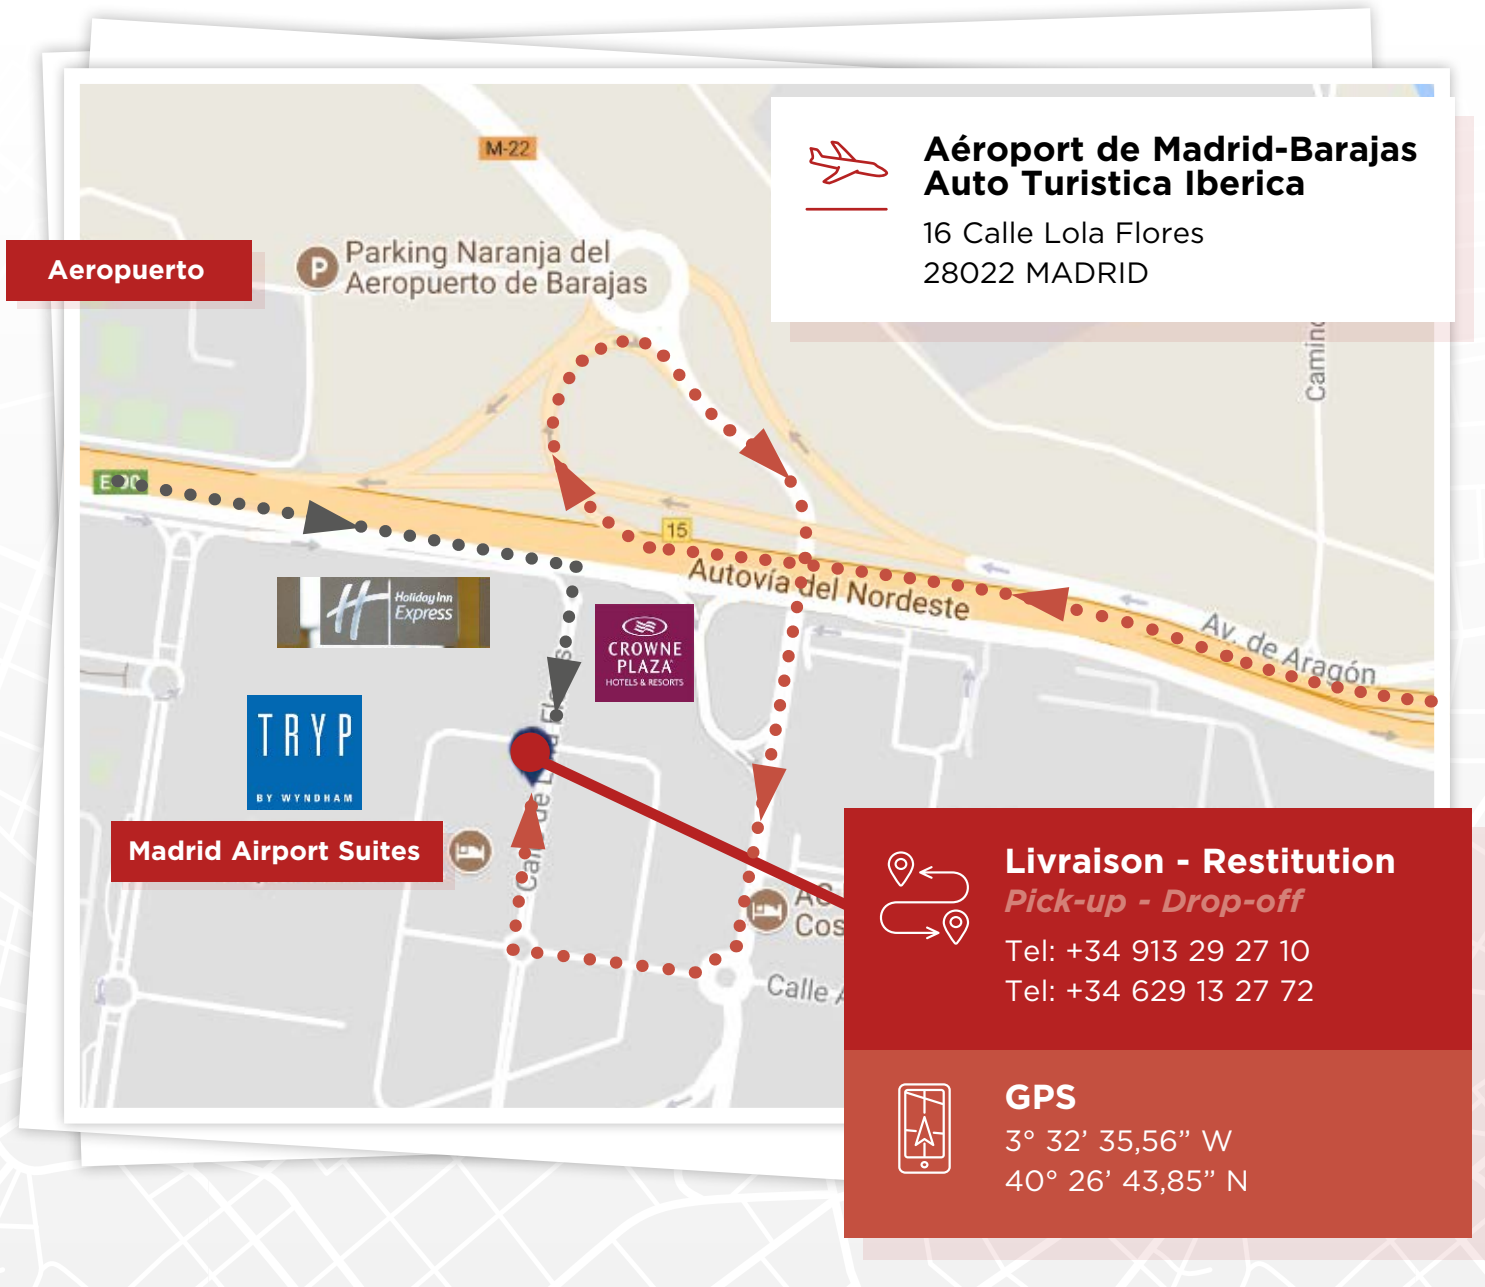 Aéroport de Madrid-Barajas
Auto Turistica Iberica
16 Calle Lola Flores
28022 MADRID
M-22
Aeropuerto
P
Parking Naranja del
Aeropuerto de Barajas
15
Autovía del Nordeste
Av. de Aragón
Holiday Inn
Express
CROWNE
PLAZA
HOTELS & RESORTS
TRYP
BY WYNDHAM
Madrid Airport Suites
Calle
Livraison - Restitution
Pick-up - Drop-off
Tel: +34 913 29 27 10
Tel: +34 629 13 27 72
GPS
3° 32’ 35,56” W
40° 26’ 43,85” N